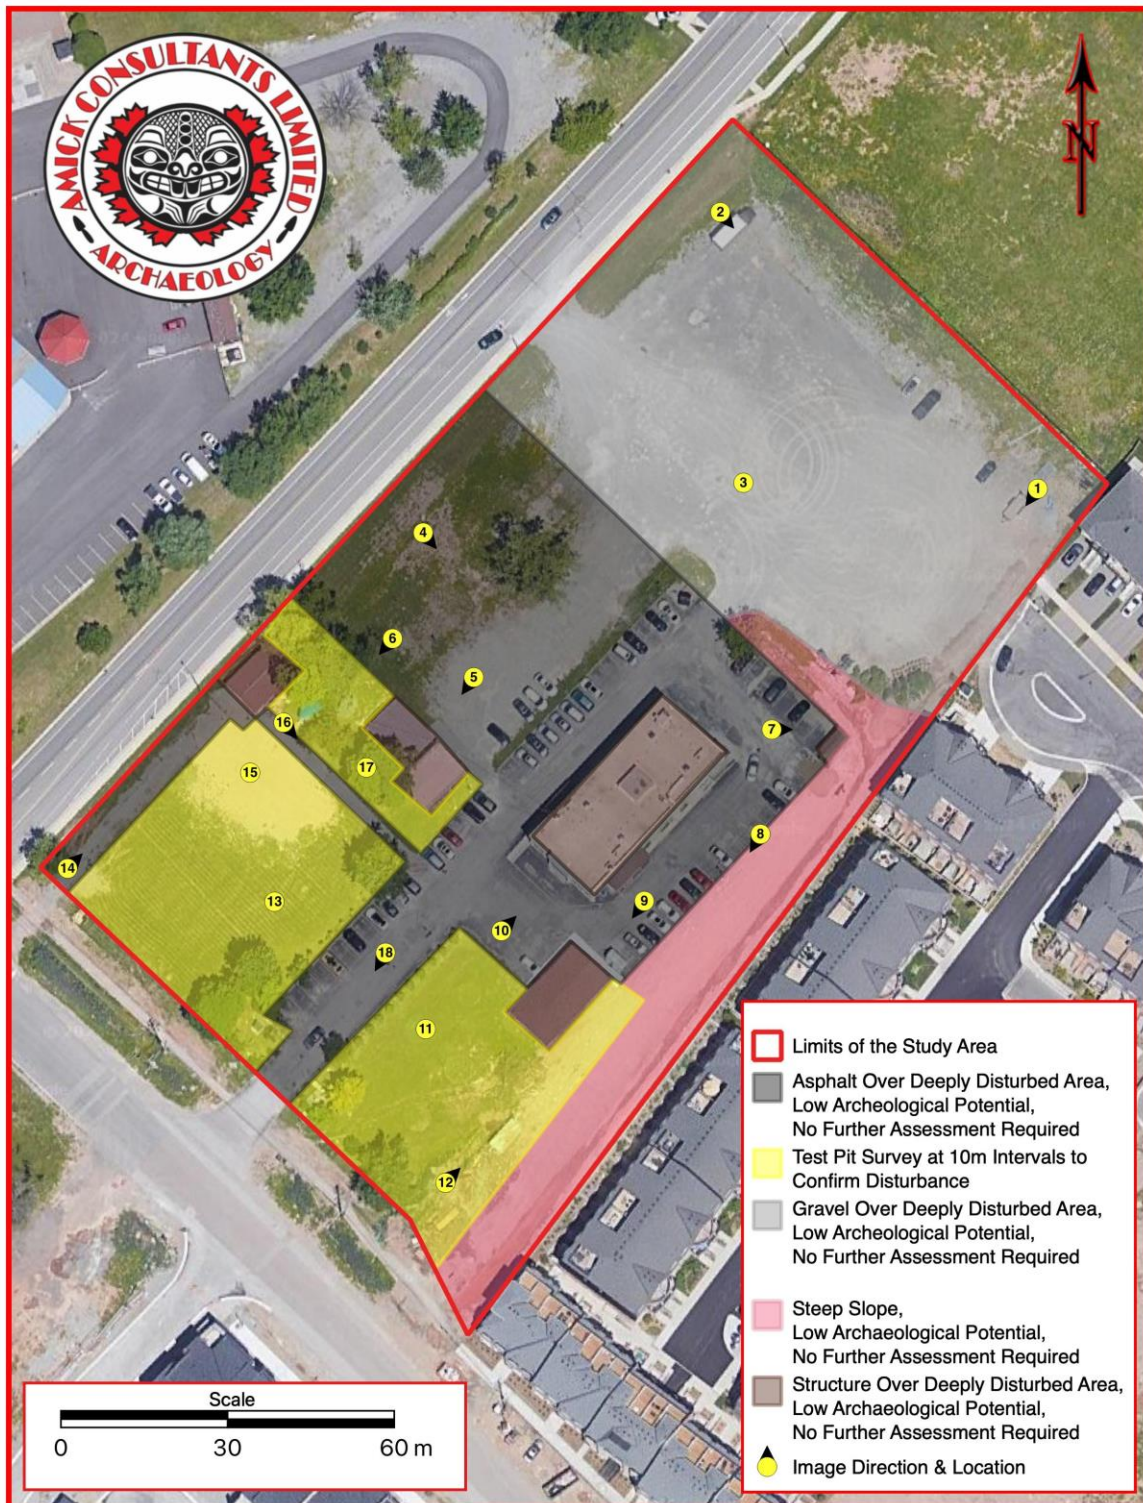 AMICK CONSULTANTS LIMITED
ARCHAEOLOGY
N
2
1
3
4
6
5
16
7
17
15
8
14
13
9
10
18
11
12
Limits of the Study Area
Asphalt Over Deeply Disturbed Area,
Low Archeological Potential,
No Further Assessment Required
Test Pit Survey at 10m Intervals to
Confirm Disturbance
Gravel Over Deeply Disturbed Area,
Low Archeological Potential,
No Further Assessment Required
Steep Slope,
Low Archaeological Potential,
No Further Assessment Required
Structure Over Deeply Disturbed Area,
Low Archaeological Potential,
No Further Assessment Required
Image Direction & Location
Scale
0 30 60 m